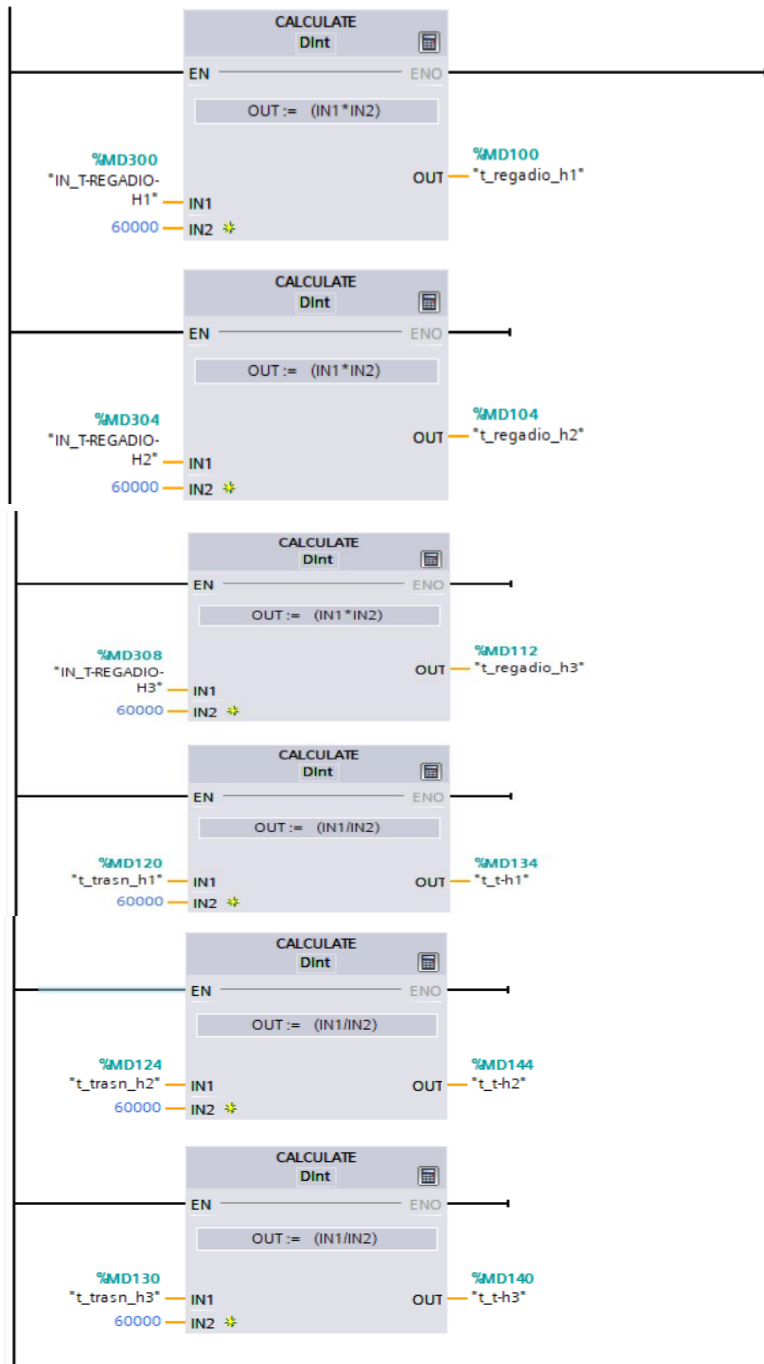 CALCULATE
DInt
EN ENO
OUT := (IN1*IN2)
%MD300
"IN_T-REGADIO-
H1" IN1
60000 IN2
%MD100
OUT "t_regadio_h1"
CALCULATE
DInt
EN ENO
OUT := (IN1*IN2)
%MD304
"IN_T-REGADIO-
H2" IN1
60000 IN2
%MD104
OUT "t_regadio_h2"
CALCULATE
DInt
EN ENO
OUT := (IN1*IN2)
%MD308
"IN_T-REGADIO-
H3" IN1
60000 IN2
%MD112
OUT "t_regadio_h3"
CALCULATE
DInt
EN ENO
OUT := (IN1/IN2)
%MD120
"t_trasn_h1" IN1
60000 IN2
%MD134
OUT "t_t-h1"
CALCULATE
DInt
EN ENO
OUT := (IN1/IN2)
%MD124
"t_trasn_h2" IN1
60000 IN2
%MD144
OUT "t_t-h2"
CALCULATE
DInt
EN ENO
OUT := (IN1/IN2)
%MD130
"t_trasn_h3" IN1
60000 IN2
%MD140
OUT "t_t-h3"